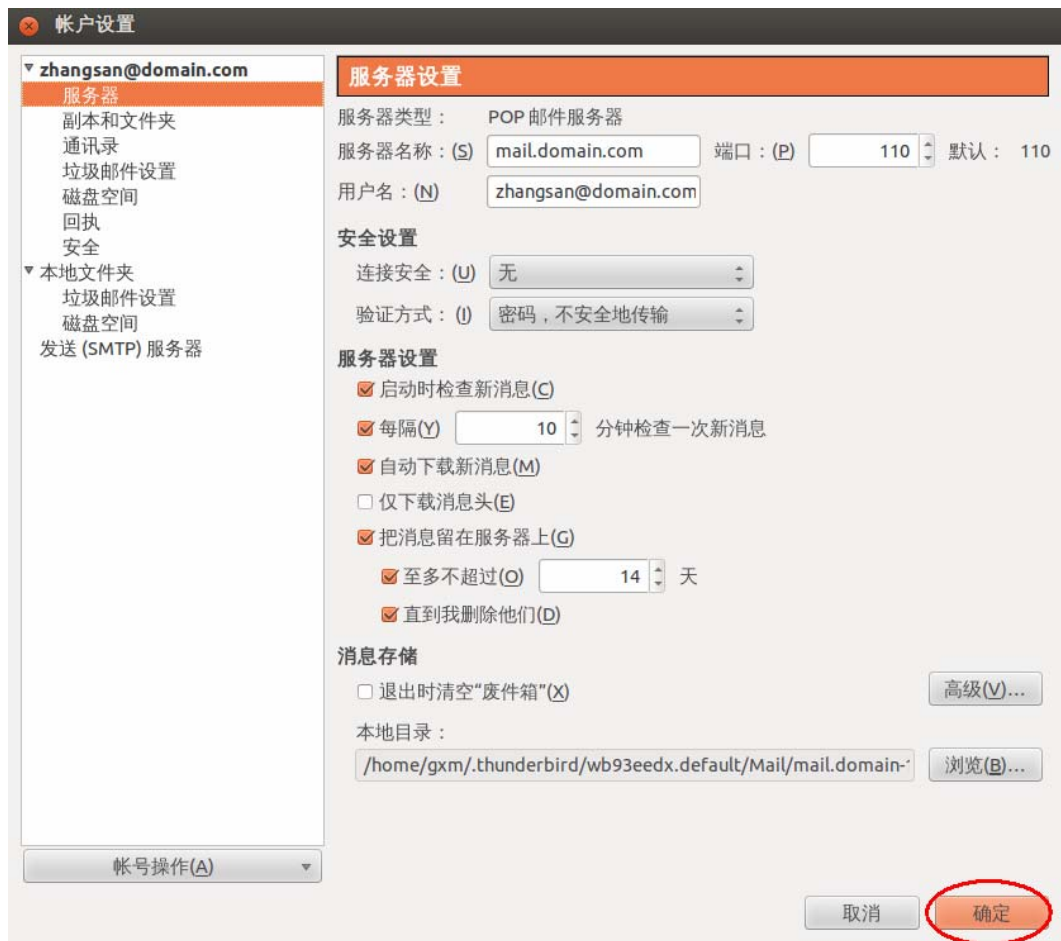 帐户设置
zhangsan@domain.com
服务器
副本和文件夹
通讯录
垃圾邮件设置
磁盘空间
回执
安全
本地文件夹
垃圾邮件设置
磁盘空间
发送 (SMTP) 服务器
帐号操作(A)
服务器设置
服务器类型： POP 邮件服务器
服务器名称：(S) mail.domain.com 端口：(P) 110 默认： 110
用户名：(N) zhangsan@domain.com
安全设置
连接安全：(U) 无
验证方式： (I) 密码，不安全地传输
服务器设置
启动时检查新消息(C)
每隔(Y) 10 分钟检查一次新消息
自动下载新消息(M)
仅下载消息头(E)
把消息留在服务器上(G)
至多不超过(O) 14 天
直到我删除他们(D)
消息存储
退出时清空“废件箱”(X) 高级(V)...
本地目录：
/home/gxm/.thunderbird/wb93eedx.default/Mail/mail.domain- 浏览(B)...
取消 确定